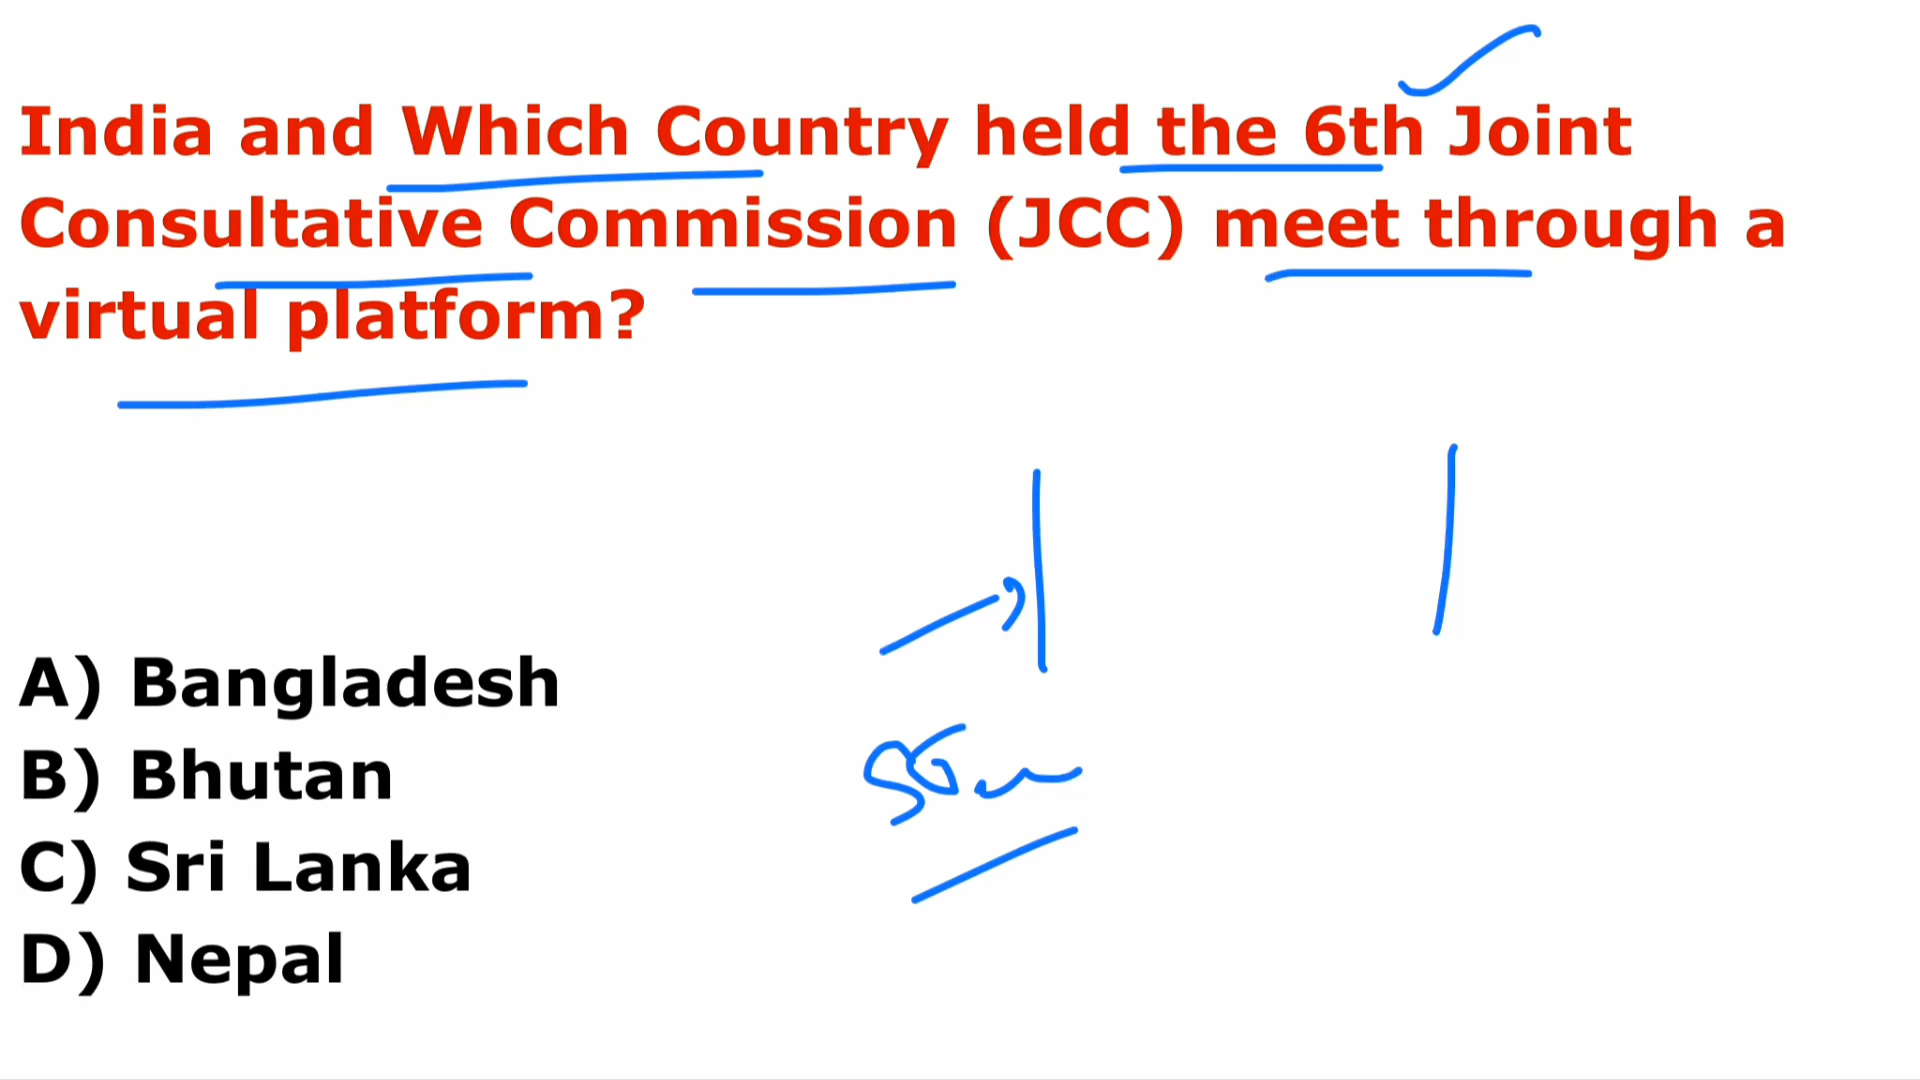 India and Which Country held the 6th Joint
Consultative Commission (JCC) meet through a
virtual platform?
A) Bangladesh
B) Bhutan
C) Sri Lanka
D) Nepal